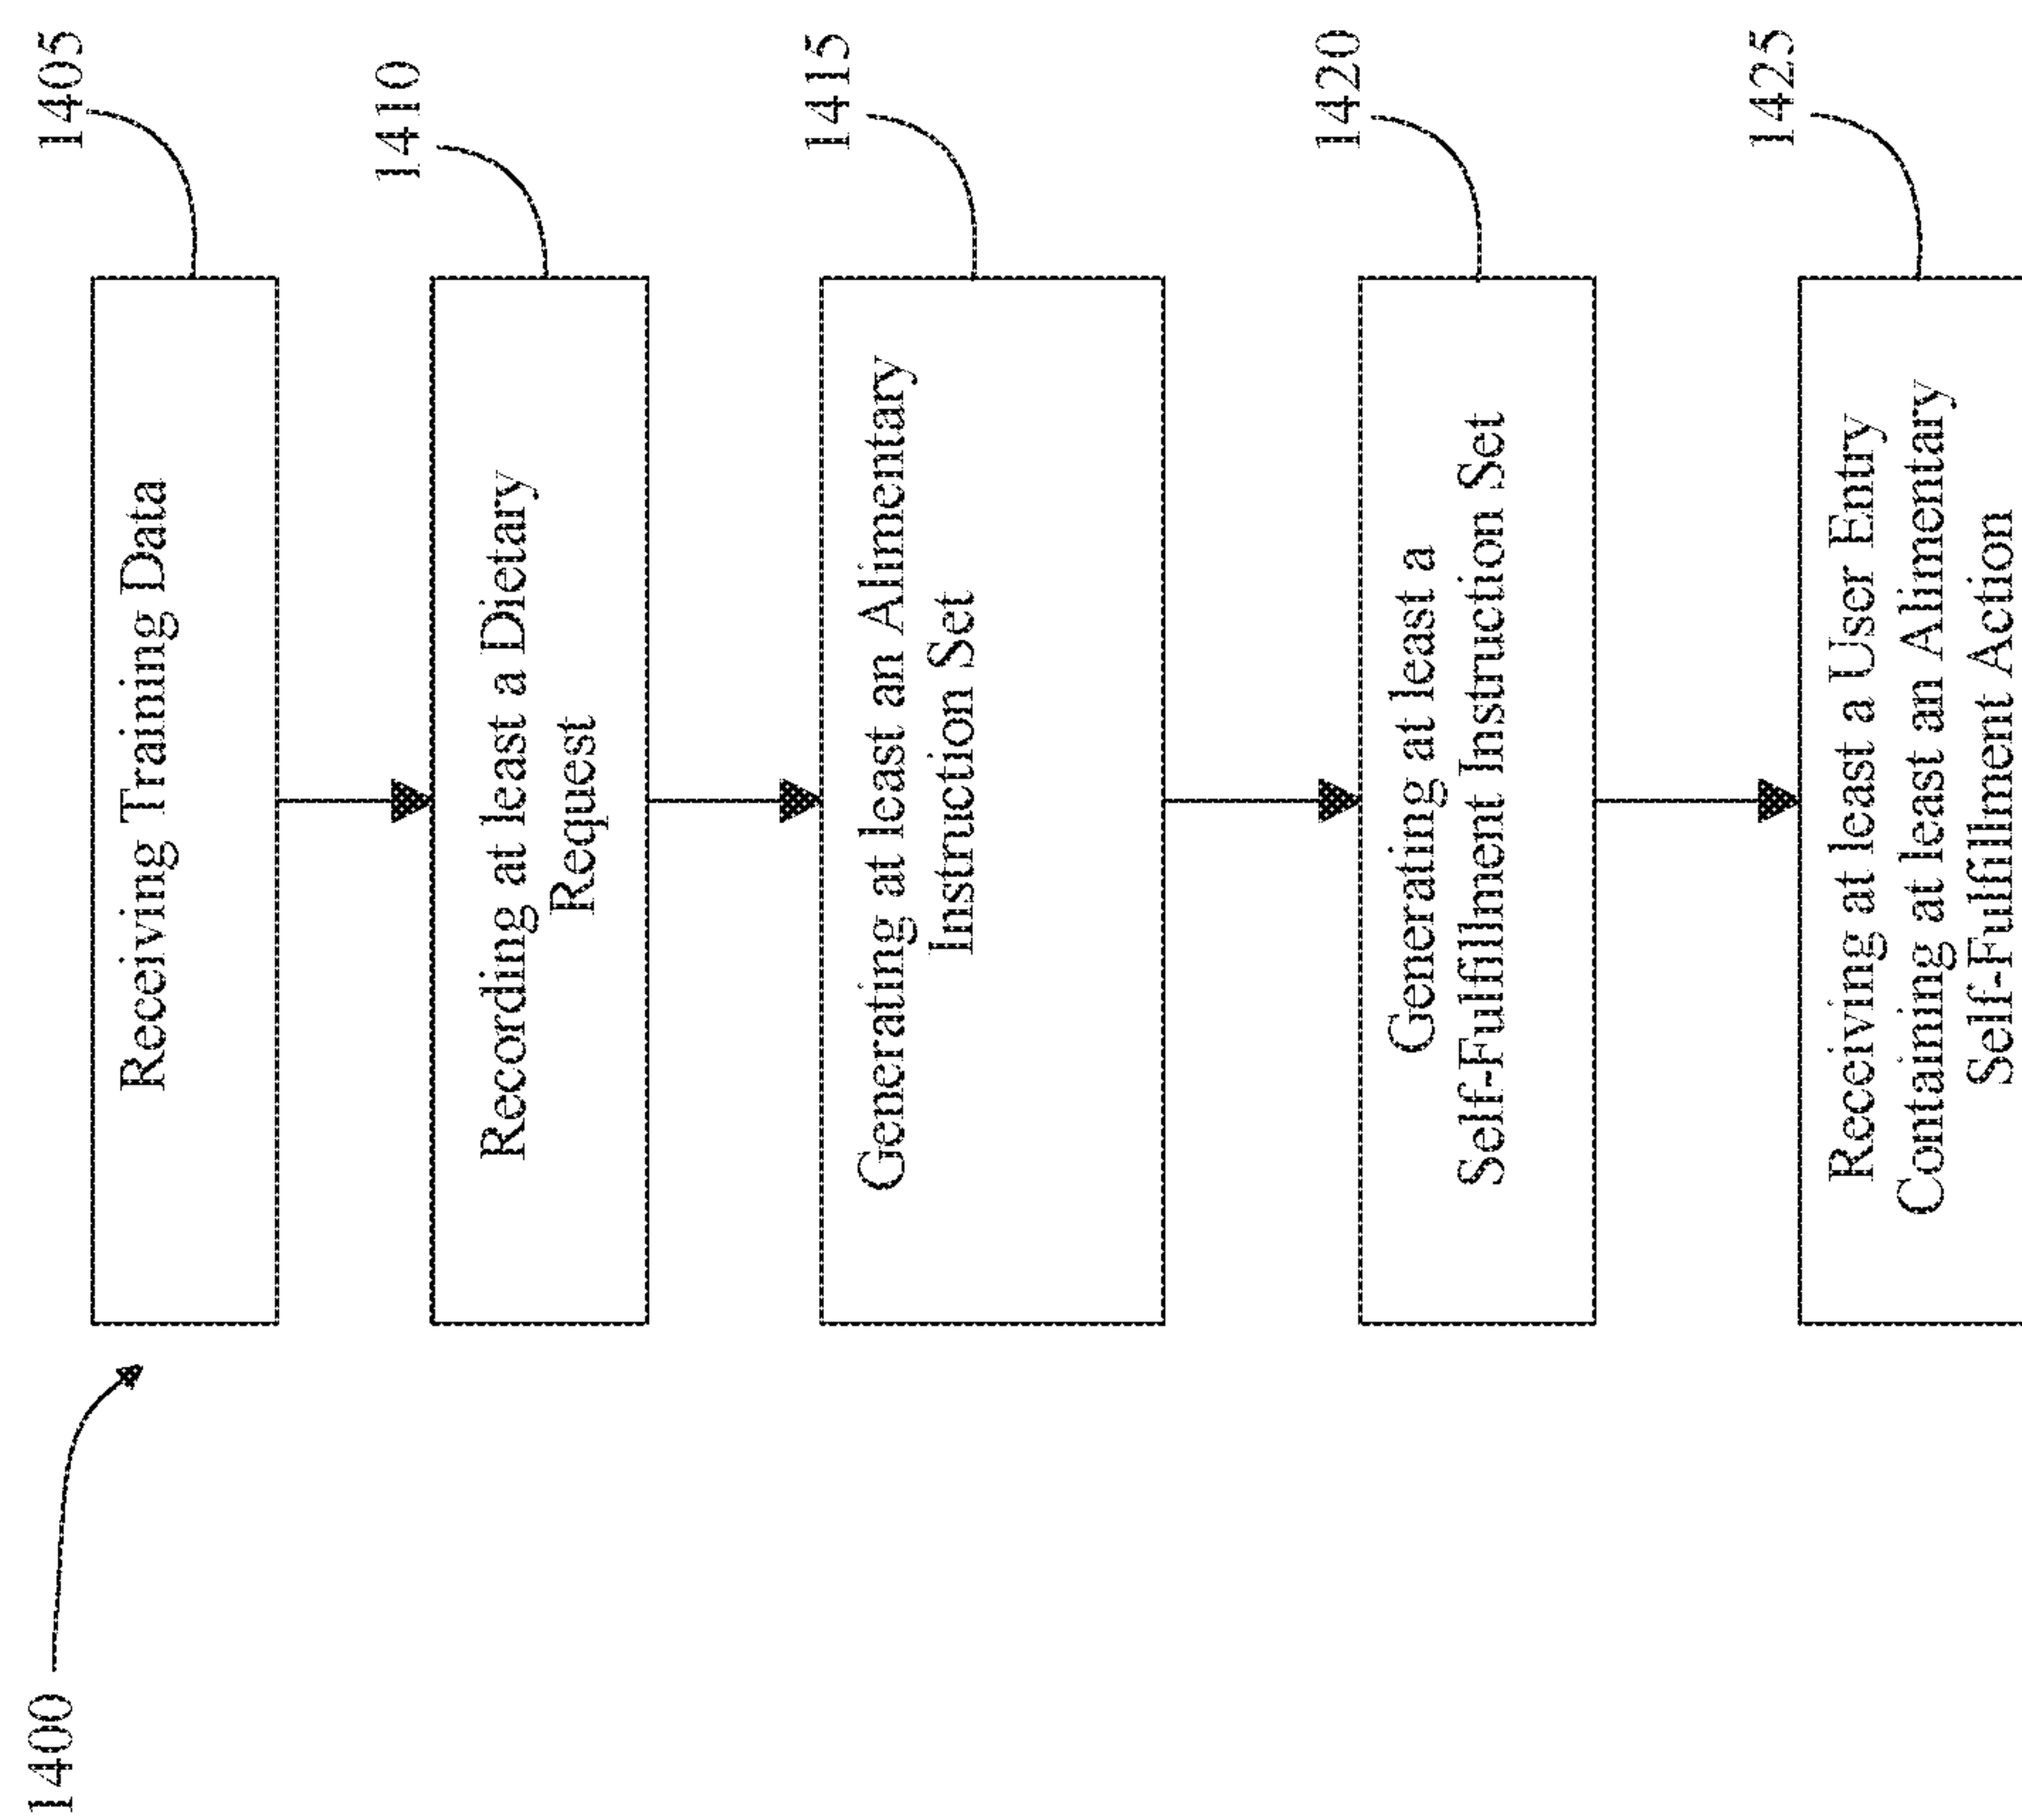 1400
1405
Receiving Training Data
1410
Recording at least a Dietary
Request
1415
Generating at least an Alimentary
Instruction Set
1420
Generating at least a
Self-Fulfillment Instruction Set
1425
Receiving at least a User Entry
Containing at least an Alimentary
Self-Fulfillment Action